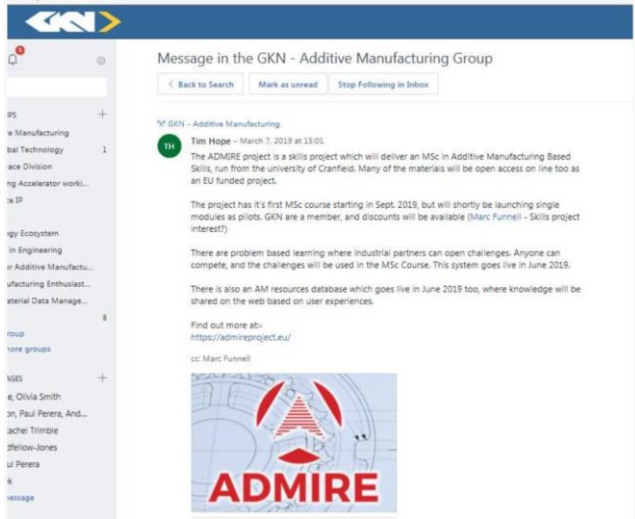 GKN
Message in the GKN - Additive Manufacturing Group
< Back to Search Mark as unread Stop Following in Inbox
GKN - Additive Manufacturing
TH
Tim Hope – March 7, 2019 at 15:01
The ADMIRE project is a skills project which will deliver an MSc in Additive Manufacturing Based
Skills, run from the university of Cranfield. Many of the materials will be open access on line too as
an EU funded project.
The project has it's first MSc course starting in Sept. 2019, but will shortly be launching single
modules as pilots. GKN are a member, and discounts will be available (Marc Funnell - Skills project
interest?)
There are problem based learning where industrial partners can open challenges. Anyone can
compete, and the challenges will be used in the MSc Course. This system goes live in June 2019.
There is also an AM resources database which goes live in June 2019 too, where knowledge will be
shared on the web based on user experiences.
Find out more at:-
https://admireproject.eu/
cc: Marc Funnell
ADMIRE
Manufacturing
bal Technology 1
ace Division
ng Accelerator worki...
ce IP
gy Ecosystem
in Engineering
er Additive Manufactu...
ufacturing Enthusiast...
aterial Data Manage...
8
roup
nore groups
AGES
e, Olivia Smith
on, Paul Perera, And...
achel Trimble
dfellow-Jones
ul Perera
essage